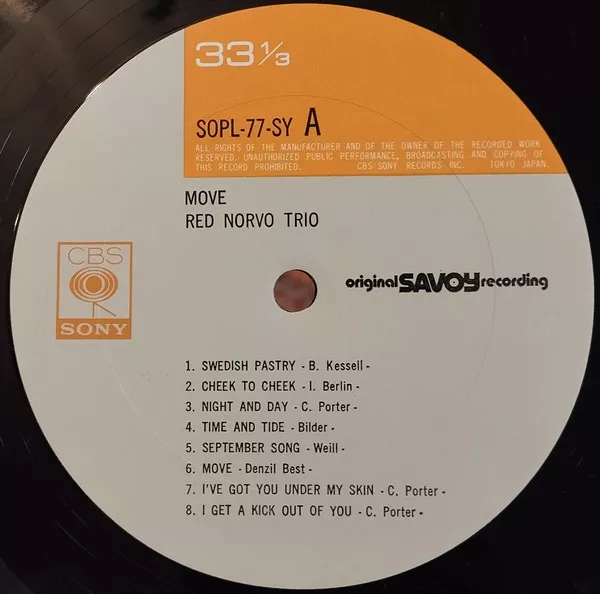 33 1/3
SOPL-77-SY A
ALL RIGHTS OF THE MANUFACTURER AND OF THE OWNER OF THE RECORDED WORK
RESERVED. UNAUTHORIZED PUBLIC PERFORMANCE, BROADCASTING AND COPYING OF
THIS RECORD PROHIBITED. CBS/SONY RECORDS INC. TOKYO JAPAN.
MOVE
RED NORVO TRIO
CBS
SONY
original SAVOY recording
1. SWEDISH PASTRY - B. Kessell -
2. CHEEK TO CHEEK - I. Berlin -
3. NIGHT AND DAY - C. Porter -
4. TIME AND TIDE - Bilder -
5. SEPTEMBER SONG - Weill -
6. MOVE - Denzil Best -
7. I'VE GOT YOU UNDER MY SKIN - C. Porter -
8. I GET A KICK OUT OF YOU - C. Porter -